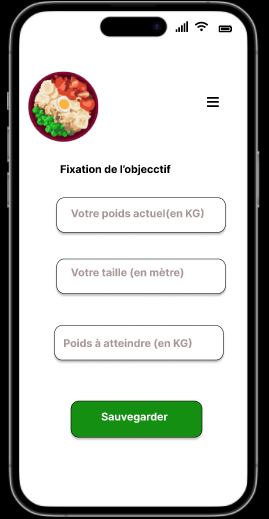 Fixation de l'objecctif
Votre poids actuel(en KG)
Votre taille (en mètre)
Poids à atteindre (en KG)
Sauvegarder